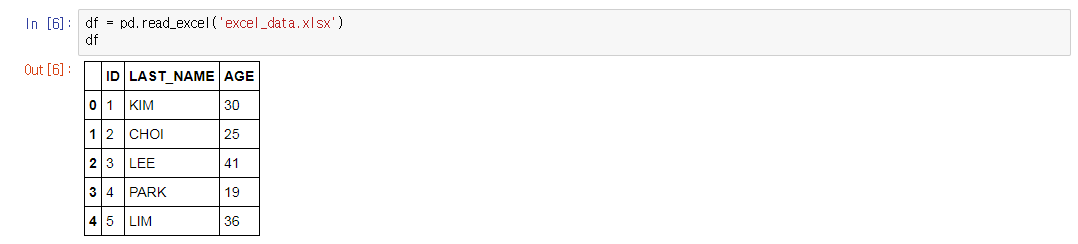 In [6]: df = pd.read_excel('excel_data.xlsx')
df
Out[6]:
ID LAST_NAME AGE
0 1 KIM 30
1 2 CHOI 25
2 3 LEE 41
3 4 PARK 19
4 5 LIM 36